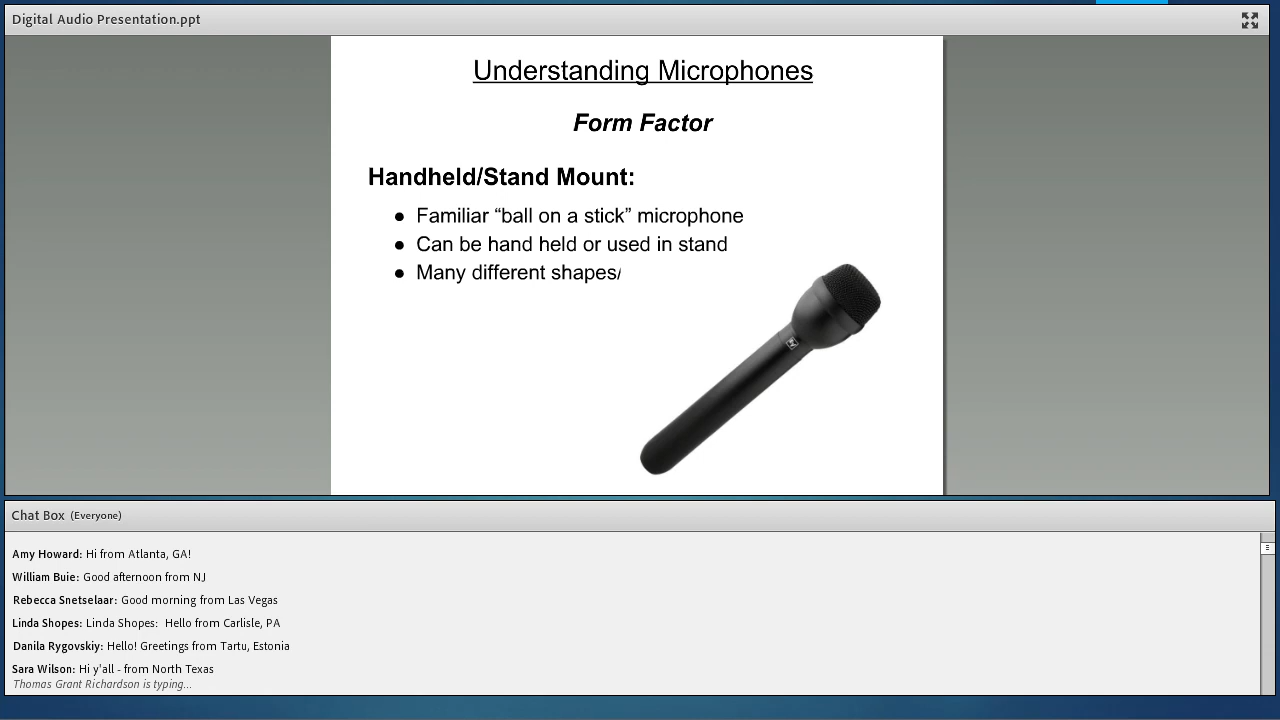 Digital Audio Presentation.ppt
Understanding Microphones
Form Factor
Handheld/Stand Mount:
● Familiar “ball on a stick” microphone
● Can be hand held or used in stand
● Many different shapes/
Chat Box (Everyone)
Amy Howard: Hi from Atlanta, GA!
William Buie: Good afternoon from NJ
Rebecca Snetselaar: Good morning from Las Vegas
Linda Shopes: Linda Shopes: Hello from Carlisle, PA
Danila Rygovskiy: Hello! Greetings from Tartu, Estonia
Sara Wilson: Hi y'all - from North Texas
Thomas Grant Richardson is typing...